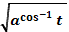 √(a^(cos⁻¹ t))